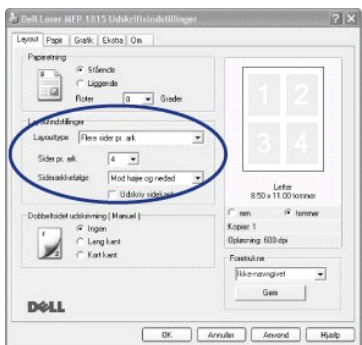 Dell Laser MFP 1815 Udskriftsindstillinger
Layout Papir Grafik Ekstra Om
Papirretning
Stående
Liggende
Roter 0 Grader
Layoutindstillinger
Layouttype Flere sider pr. ark
Sider pr. ark 4
Siderækkefølge Mod højre og nedad
Udskriv sidekant
Dobbeltsidet udskrivning ( Manuel )
Ingen
Lang kant
Kort kant
1 2
3 4
Letter
8.50 x 11.00 tommer
mm tommer
Kopier: 1
Opløsning: 600 dpi
Foretrukne
Ikke-navngivet
Gem
DELL
OK Annuller Anvend Hjælp